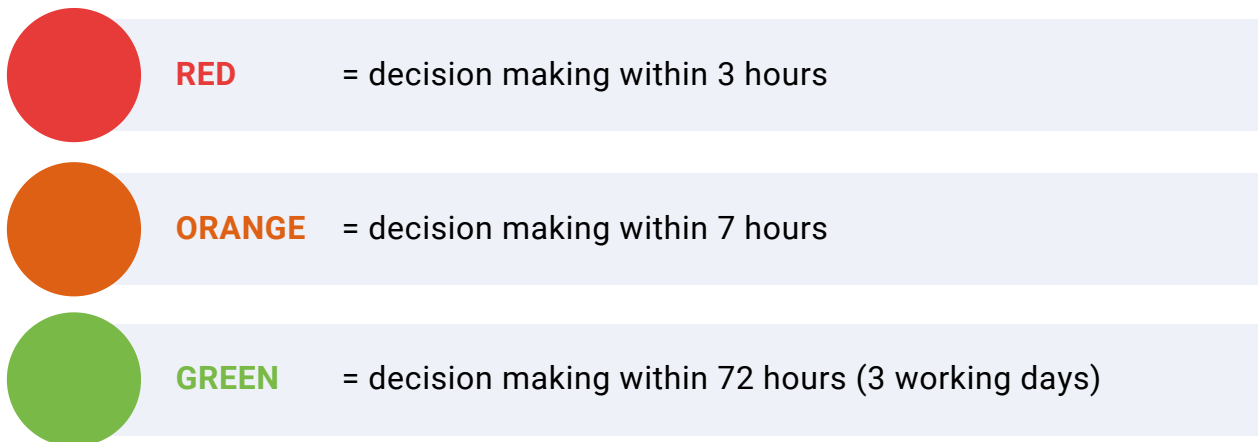 RED = decision making within 3 hours
ORANGE = decision making within 7 hours
GREEN = decision making within 72 hours (3 working days)